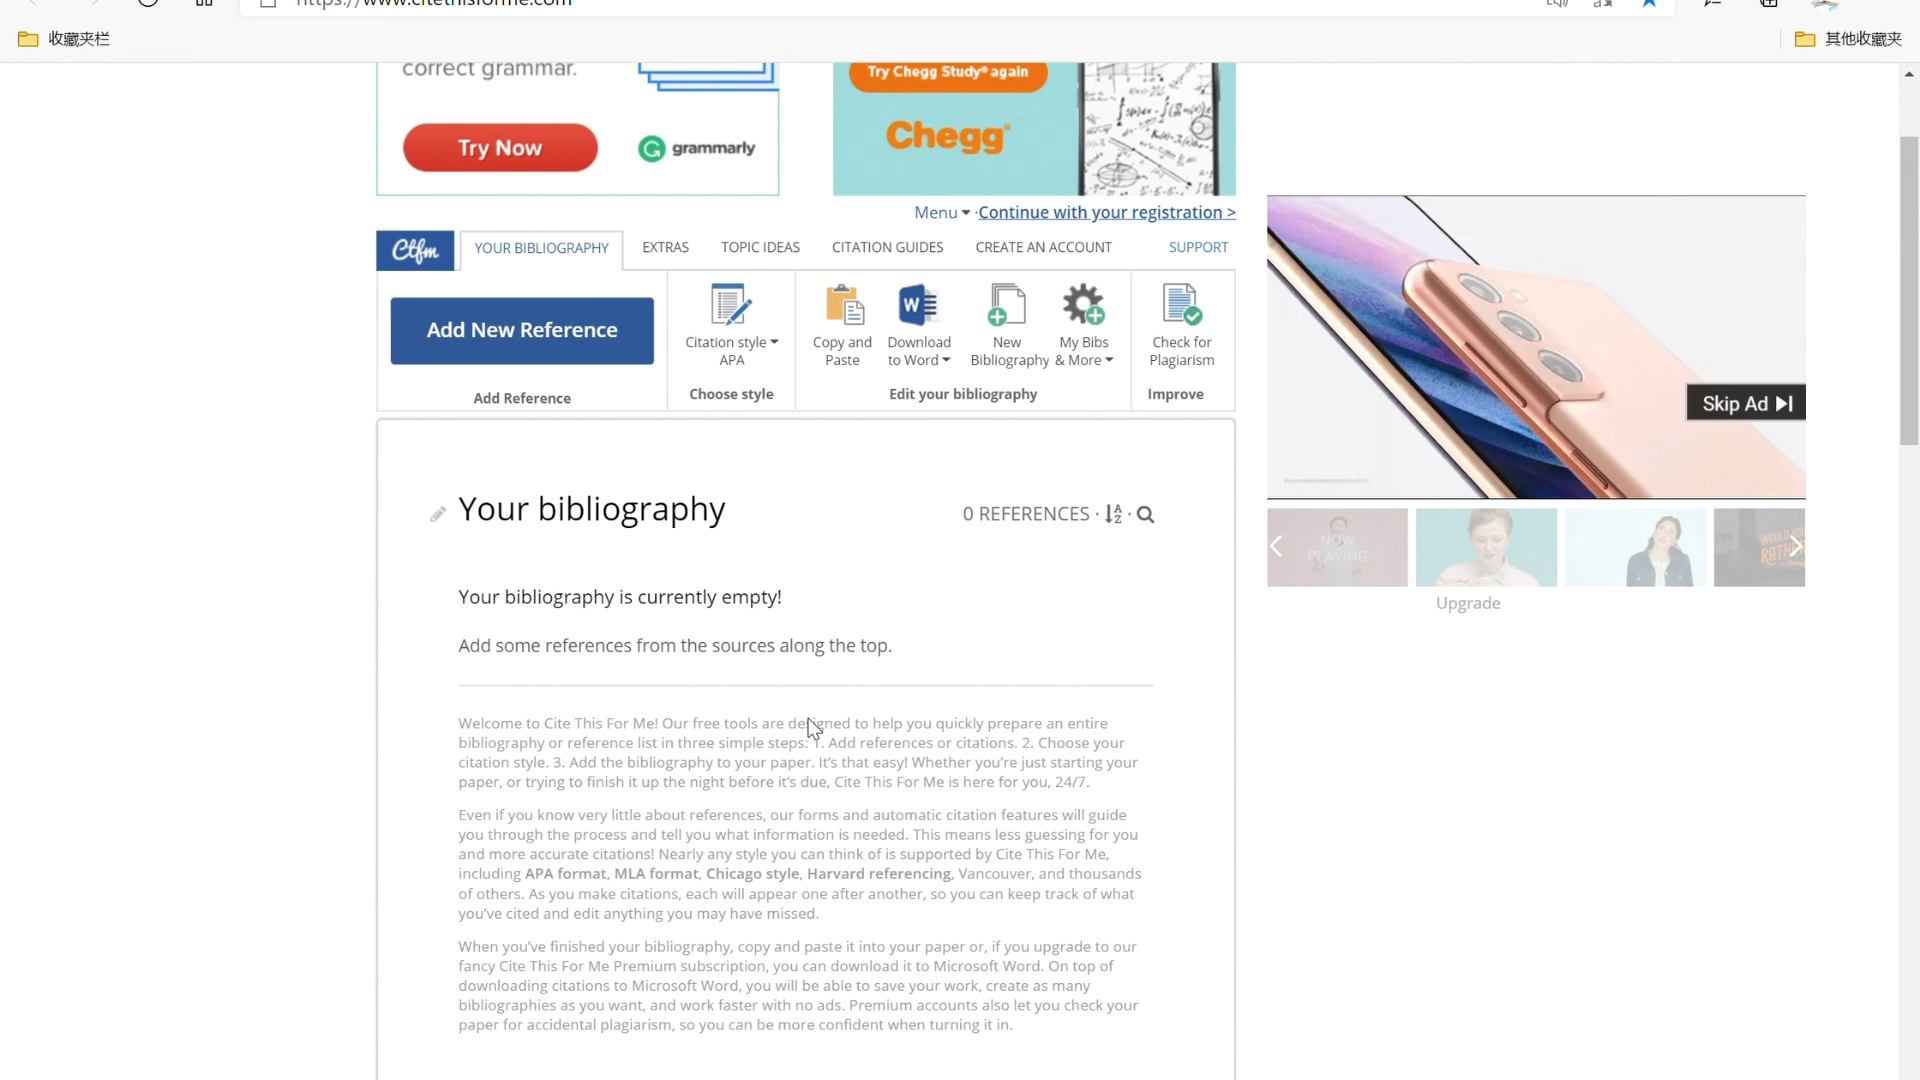 https://www.citethisforme.com
收藏夹栏
其他收藏夹
correct grammar.
Try Now
grammarly
Try Chegg Study® again
Chegg®
Menu · Continue with your registration >
Ctfm
YOUR BIBLIOGRAPHY
EXTRAS
TOPIC IDEAS
CITATION GUIDES
CREATE AN ACCOUNT
SUPPORT
Add New Reference
Add Reference
Citation style
APA
Choose style
Copy and
Paste
Download
to Word
New
Bibliography
My Bibs
& More
Edit your bibliography
Check for
Plagiarism
Improve
Skip Ad
NOW
PLAYING
WOULD YOU
RATH
Upgrade
Your bibliography
0 REFERENCES · ·
Your bibliography is currently empty!
Add some references from the sources along the top.
Welcome to Cite This For Me! Our free tools are designed to help you quickly prepare an entire
bibliography or reference list in three simple steps: 1. Add references or citations. 2. Choose your
citation style. 3. Add the bibliography to your paper. It's that easy! Whether you're just starting your
paper, or trying to finish it up the night before it's due, Cite This For Me is here for you, 24/7.
Even if you know very little about references, our forms and automatic citation features will guide
you through the process and tell you what information is needed. This means less guessing for you
and more accurate citations! Nearly any style you can think of is supported by Cite This For Me,
including APA format, MLA format, Chicago style, Harvard referencing, Vancouver, and thousands
of others. As you make citations, each will appear one after another, so you can keep track of what
you've cited and edit anything you may have missed.
When you've finished your bibliography, copy and paste it into your paper or, if you upgrade to our
fancy Cite This For Me Premium subscription, you can download it to Microsoft Word. On top of
downloading citations to Microsoft Word, you will be able to save your work, create as many
bibliographies as you want, and work faster with no ads. Premium accounts also let you check your
paper for accidental plagiarism, so you can be more confident when turning it in.